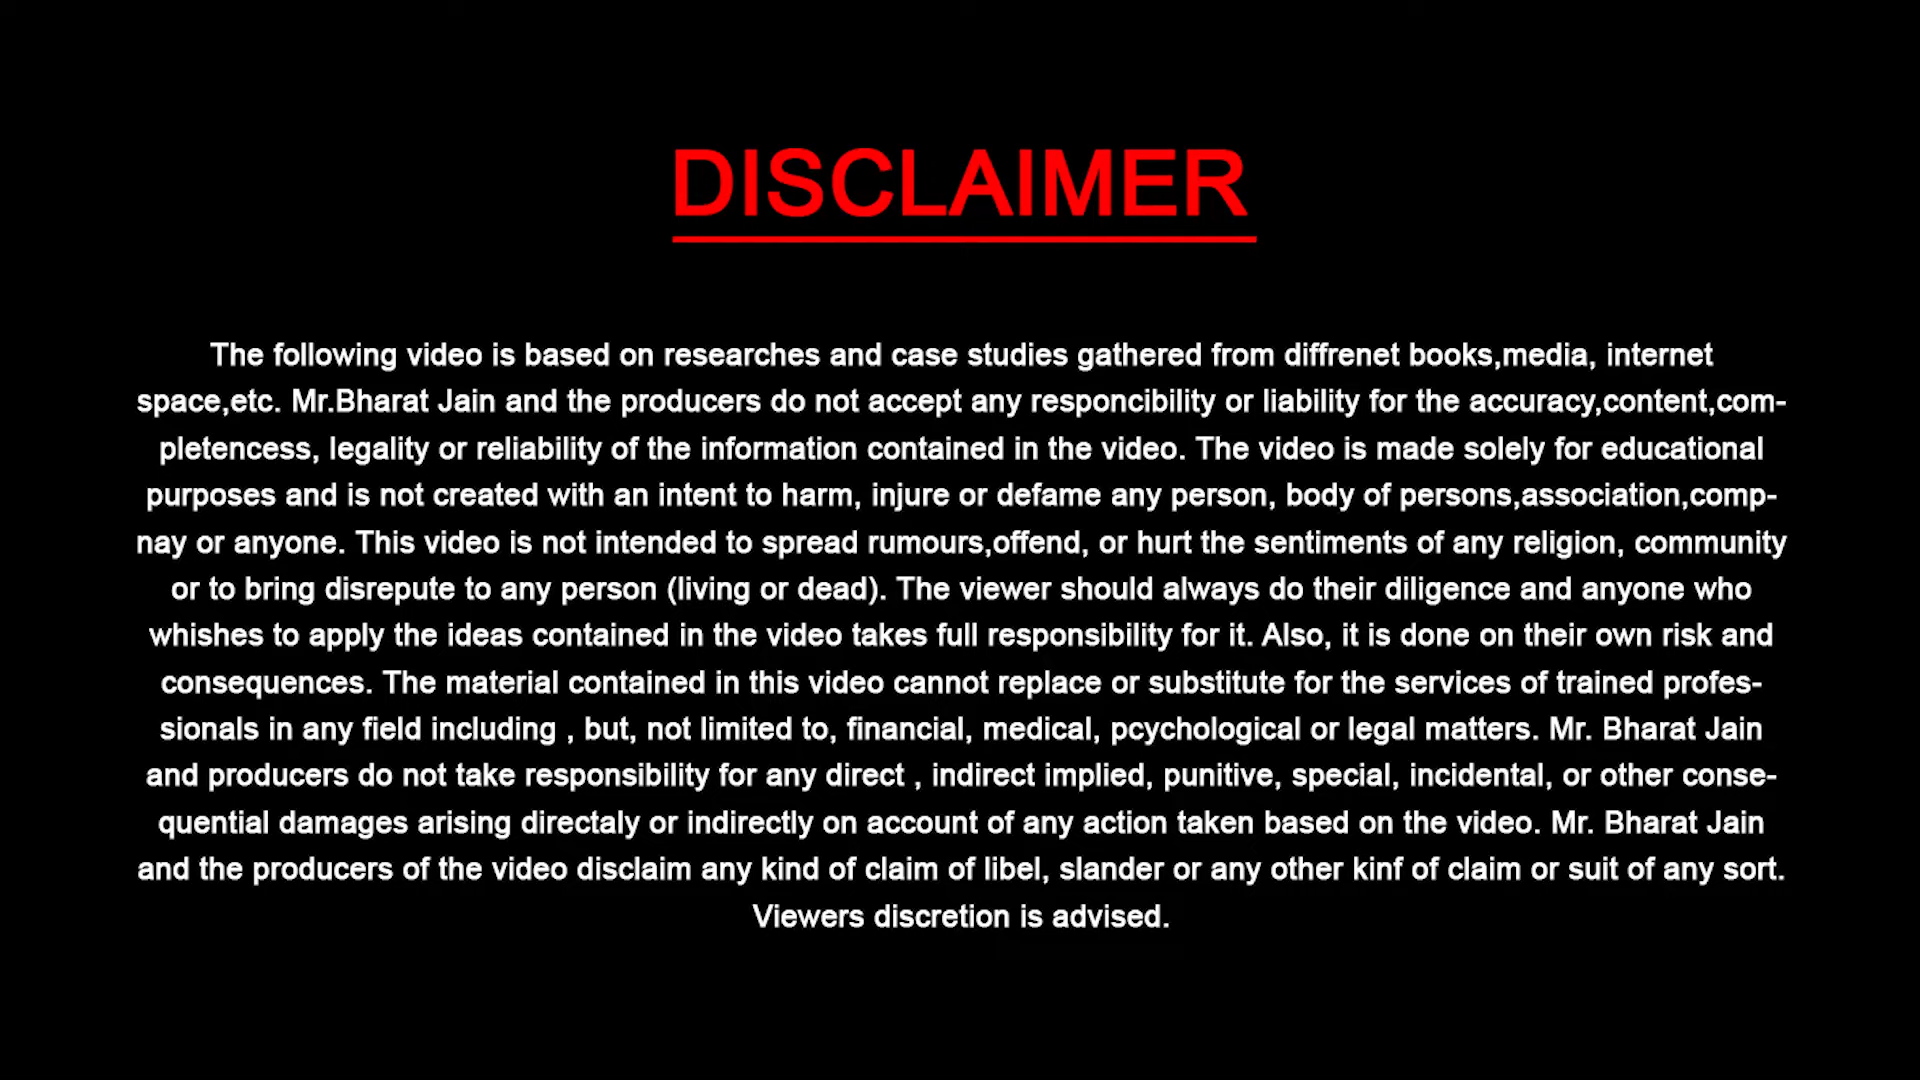 DISCLAIMER
The following video is based on researches and case studies gathered from diffrenet books,media, internet
space,etc. Mr.Bharat Jain and the producers do not accept any responcibility or liability for the accuracy,content,com-
pletencess, legality or reliability of the information contained in the video. The video is made solely for educational
purposes and is not created with an intent to harm, injure or defame any person, body of persons,association,comp-
nay or anyone. This video is not intended to spread rumours,offend, or hurt the sentiments of any religion, community
or to bring disrepute to any person (living or dead). The viewer should always do their diligence and anyone who
whishes to apply the ideas contained in the video takes full responsibility for it. Also, it is done on their own risk and
consequences. The material contained in this video cannot replace or substitute for the services of trained profes-
sionals in any field including , but, not limited to, financial, medical, pcychological or legal matters. Mr. Bharat Jain
and producers do not take responsibility for any direct , indirect implied, punitive, special, incidental, or other conse-
quential damages arising directaly or indirectly on account of any action taken based on the video. Mr. Bharat Jain
and the producers of the video disclaim any kind of claim of libel, slander or any other kinf of claim or suit of any sort.
Viewers discretion is advised.